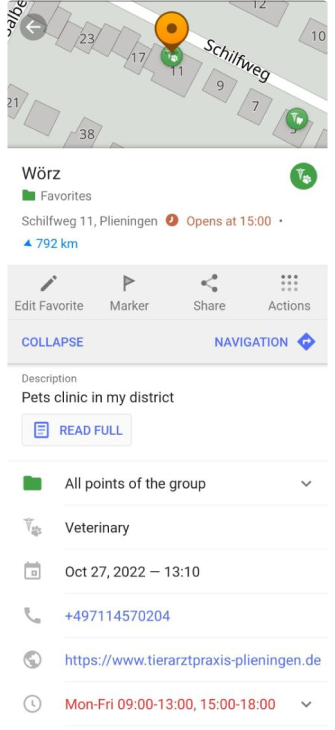 12
10
23
Schilfweg
17
11
9
21
7
38
Wörz
Favorites
Schilfweg 11, Plieningen Opens at 15:00 •
792 km
Edit Favorite Marker Share Actions
COLLAPSE NAVIGATION
Description
Pets clinic in my district
READ FULL
All points of the group
Veterinary
Oct 27, 2022 — 13:10
+497114570204
https://www.tierarztpraxis-plieningen.de
Mon-Fri 09:00-13:00, 15:00-18:00